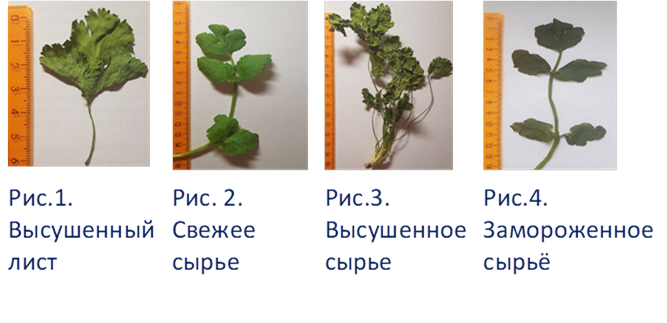 Рис.1.
Высушенный
лист
Рис. 2.
Свежее
сырье
Рис.3.
Высушенное
сырье
Рис.4.
Замороженное
сырьё